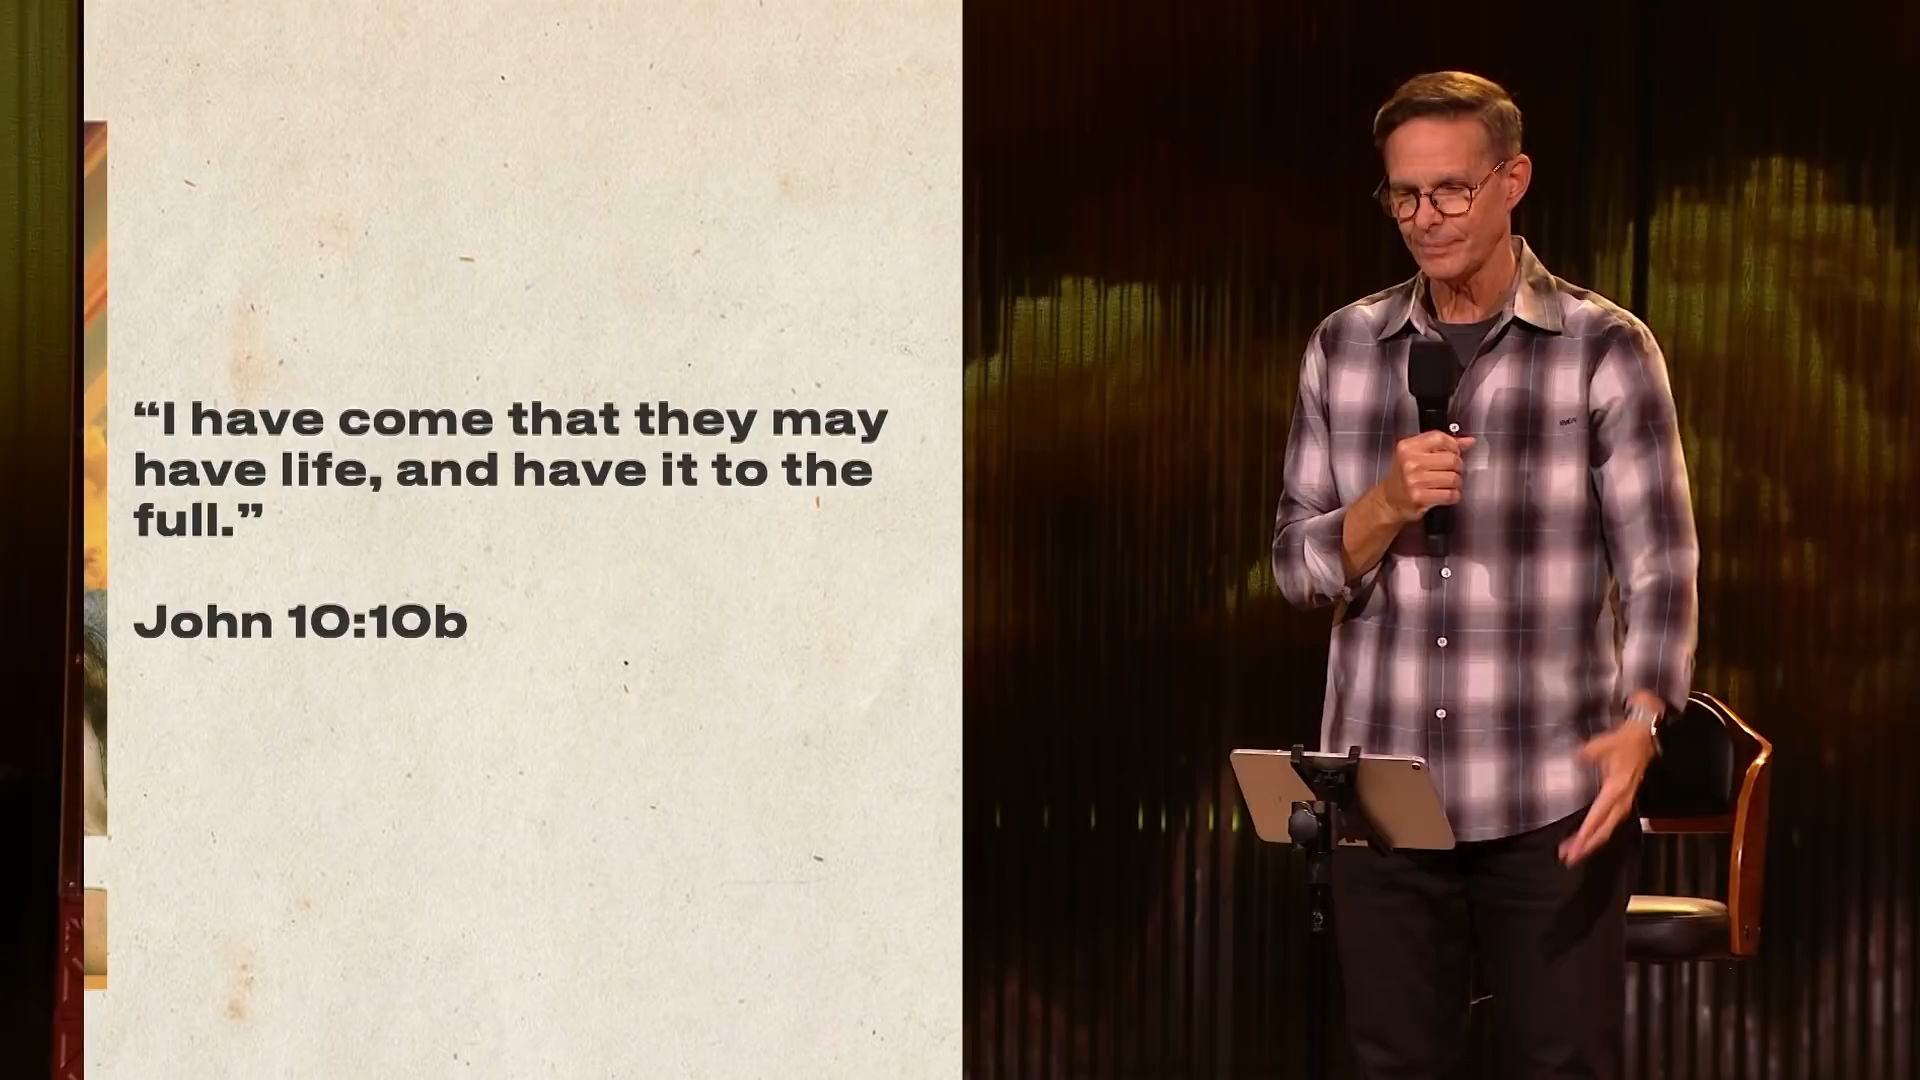 “I have come that they may
have life, and have it to the
full.”
John 10:10b